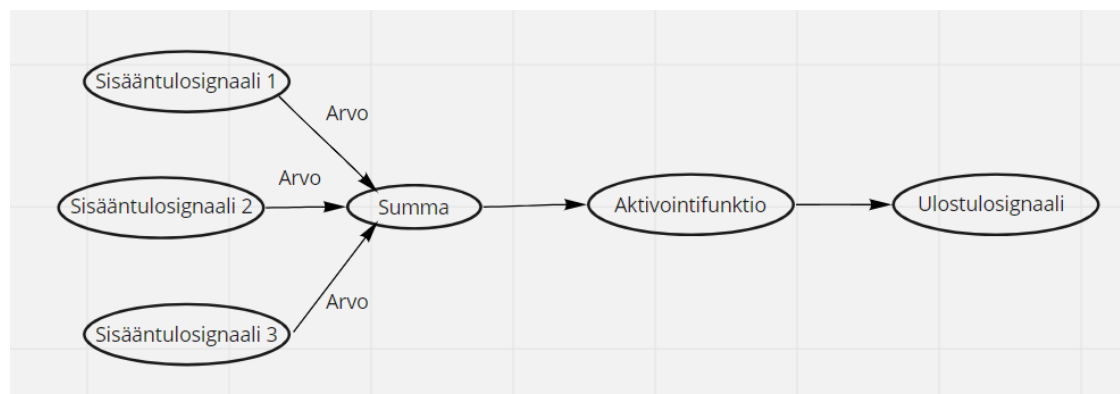 Sisääntulosignaali 1
Arvo
Arvo
Sisääntulosignaali 2
Summa
Aktivointifunktio
Ulostulosignaali
Arvo
Sisääntulosignaali 3